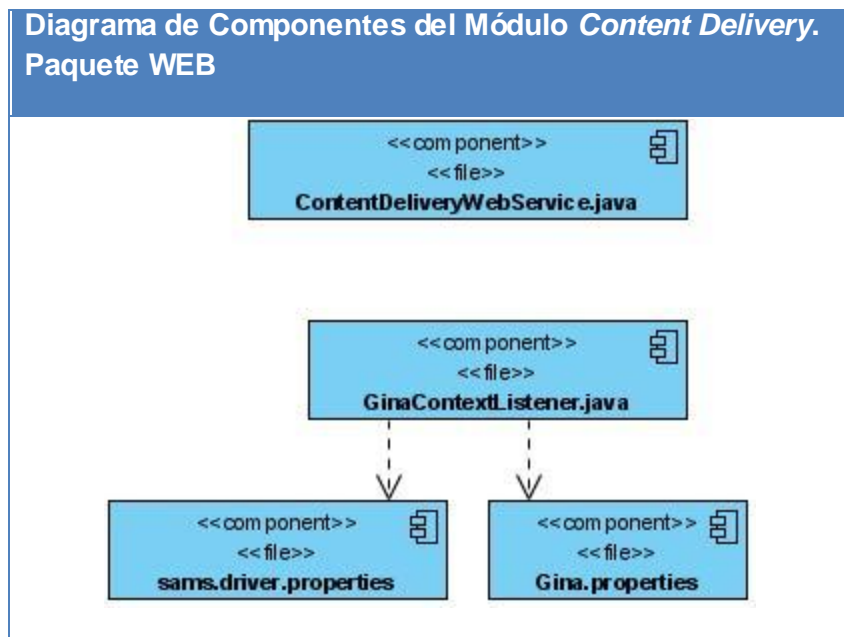 Diagrama de Componentes del Módulo Content Delivery.
Paquete WEB
<<component>>
<<file>>
ContentDeliveryWebService.java
<<component>>
<<file>>
GinaContextListener.java
<<component>>
<<file>>
sams.driver.properties
<<component>>
<<file>>
Gina.properties